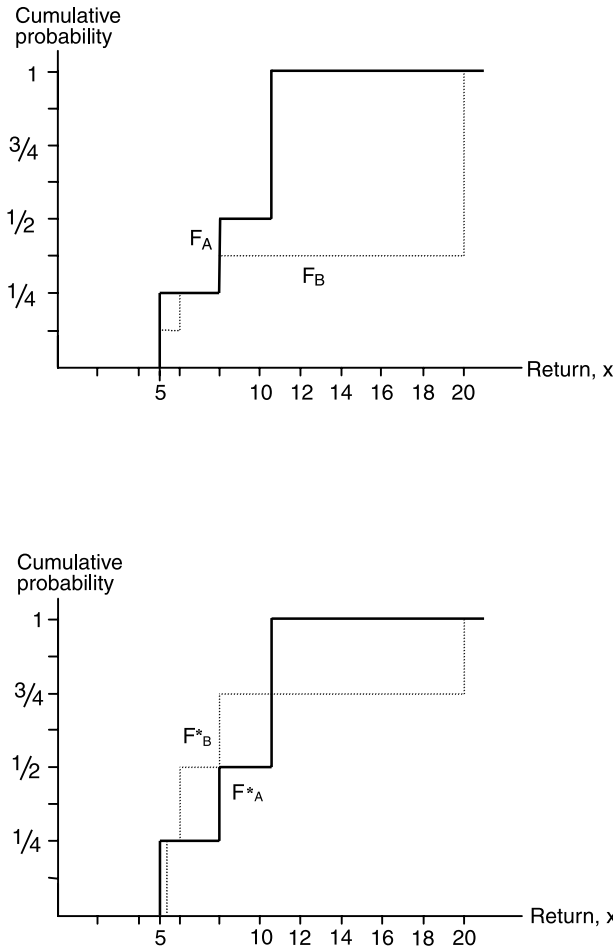 Cumulative
probability
1
3/4
1/2
F_A
F_B
1/4
Return, x
5 10 12 14 16 18 20
Cumulative
probability
1
3/4
F*_B
1/2
F*_A
1/4
Return, x
5 10 12 14 16 18 20